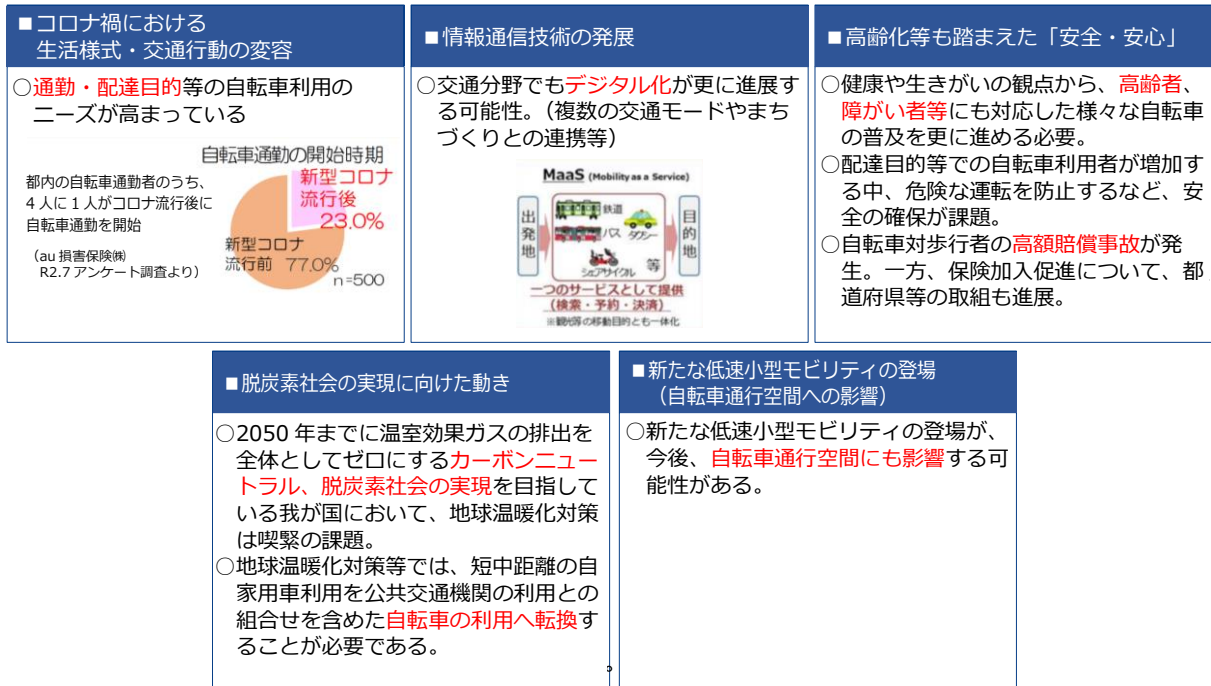 ■コロナ禍における
生活様式・交通行動の変容
○通勤・配達目的等の自転車利用の
ニーズが高まっている
自転車通勤の開始時期
都内の自転車通勤者のうち、
4人に1人がコロナ流行後に
自転車通勤を開始
(au 損害保険㈱
R2.7 アンケート調査より)
新型コロナ
流行後
23.0%
新型コロナ
流行前 77.0%
n=500
■情報通信技術の発展
○交通分野でもデジタル化が更に進展す
る可能性。(複数の交通モードやまち
づくりとの連携等)
MaaS (Mobility as a Service)
出発地
鉄道
バス
タクシー
シェアサイクル
等
目的地
一つのサービスとして提供
(検索・予約・決済)
※観光等の移動目的とも一体化
■高齢化等も踏まえた「安全・安心」
○健康や生きがいの観点から、高齢者、
障がい者等にも対応した様々な自転車
の普及を更に進める必要。
○配達目的等での自転車利用者が増加す
る中、危険な運転を防止するなど、安
全の確保が課題。
○自転車対歩行者の高額賠償事故が発
生。一方、保険加入促進について、都
道府県等の取組も進展。
■脱炭素社会の実現に向けた動き
○2050 年までに温室効果ガスの排出を
全体としてゼロにするカーボンニュー
トラル、脱炭素社会の実現を目指して
いる我が国において、地球温暖化対策
は喫緊の課題。
○地球温暖化対策等では、短中距離の自
家用車利用を公共交通機関の利用との
組合せを含めた自転車の利用へ転換す
ることが必要である。
■新たな低速小型モビリティの登場
(自転車通行空間への影響)
○新たな低速小型モビリティの登場が、
今後、自転車通行空間にも影響する可
能性がある。